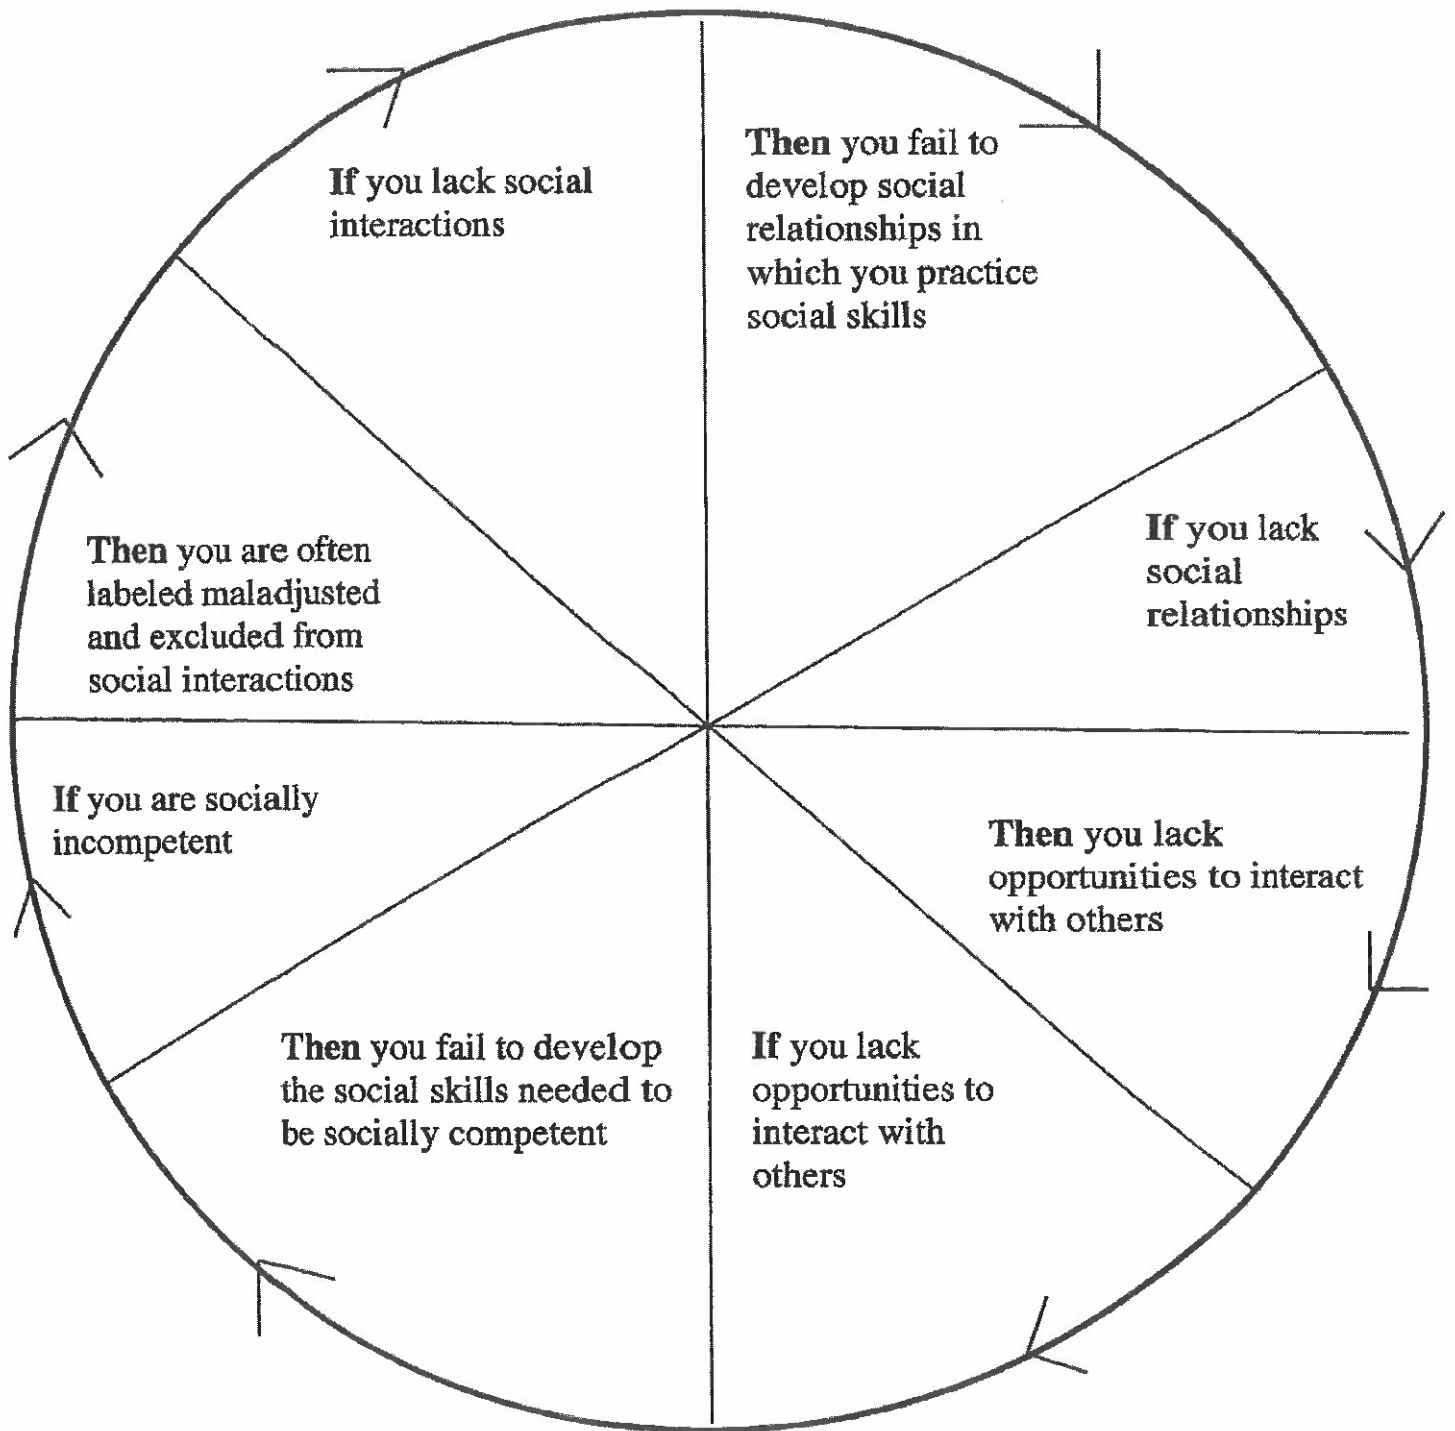 If you lack social
interactions
Then you fail to
develop social
relationships in
which you practice
social skills
If you lack
social
relationships
Then you lack
opportunities to interact
with others
If you lack
opportunities to
interact with
others
Then you fail to develop
the social skills needed to
be socially competent
If you are socially
incompetent
Then you are often
labeled maladjusted
and excluded from
social interactions